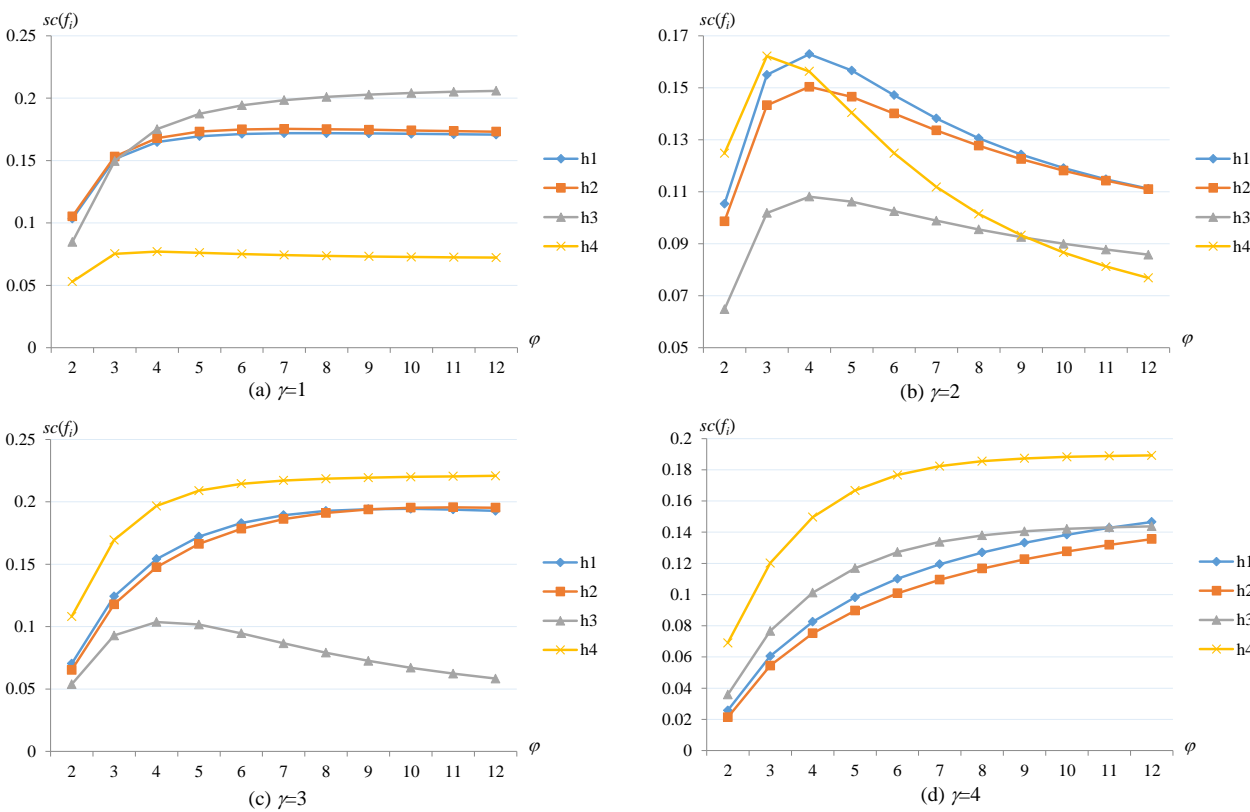 sc(fi)
0.25
0.2
0.15
0.1
0.05
0
2 3 4 5 6 7 8 9 10 11 12
φ
h1
h2
h3
h4
(a) γ=1
sc(fi)
0.17
0.15
0.13
0.11
0.09
0.07
0.05
2 3 4 5 6 7 8 9 10 11 12
φ
h1
h2
h3
h4
(b) γ=2
sc(fi)
0.25
0.2
0.15
0.1
0.05
0
2 3 4 5 6 7 8 9 10 11 12
φ
h1
h2
h3
h4
(c) γ=3
sc(fi)
0.2
0.18
0.16
0.14
0.12
0.1
0.08
0.06
0.04
0.02
0
2 3 4 5 6 7 8 9 10 11 12
φ
h1
h2
h3
h4
(d) γ=4